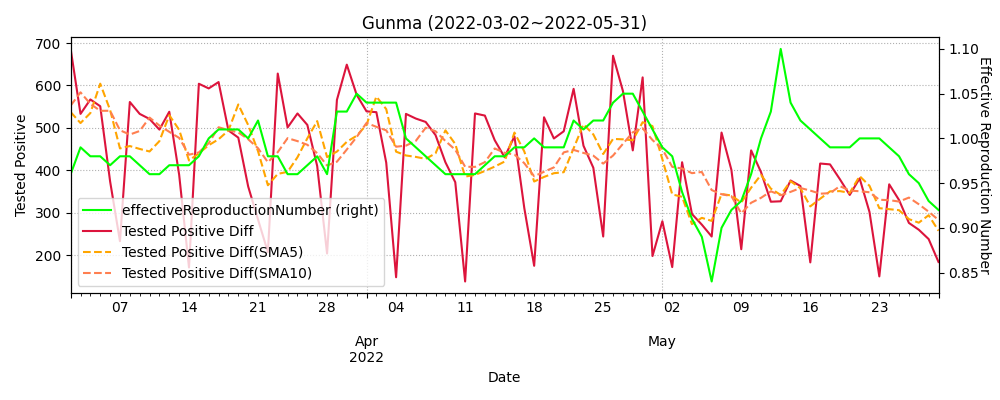 Gunma (2022-03-02~2022-05-31)
700
600
500
400
300
200
Tested Positive
1.10
1.05
1.00
0.95
0.90
0.85
Effective Reproduction Number
effectiveReproductionNumber (right)
Tested Positive Diff
Tested Positive Diff(SMA5)
Tested Positive Diff(SMA10)
07 14 21 28 04 11 18 25 02 09 16 23
Apr May
2022
Date